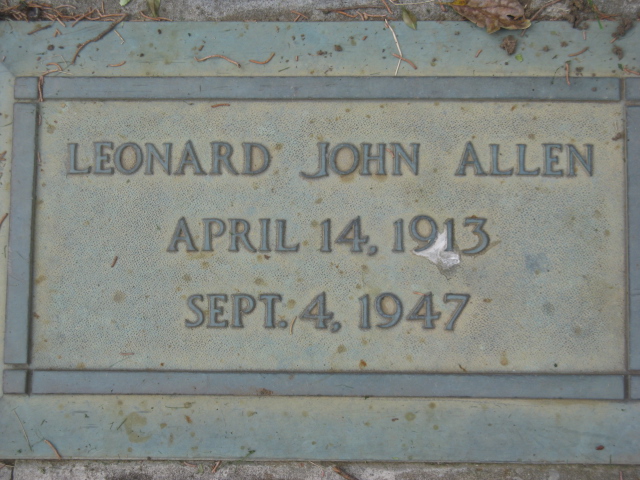 LEONARD JOHN ALLEN
APRIL 14, 1913
SEPT. 4, 1947